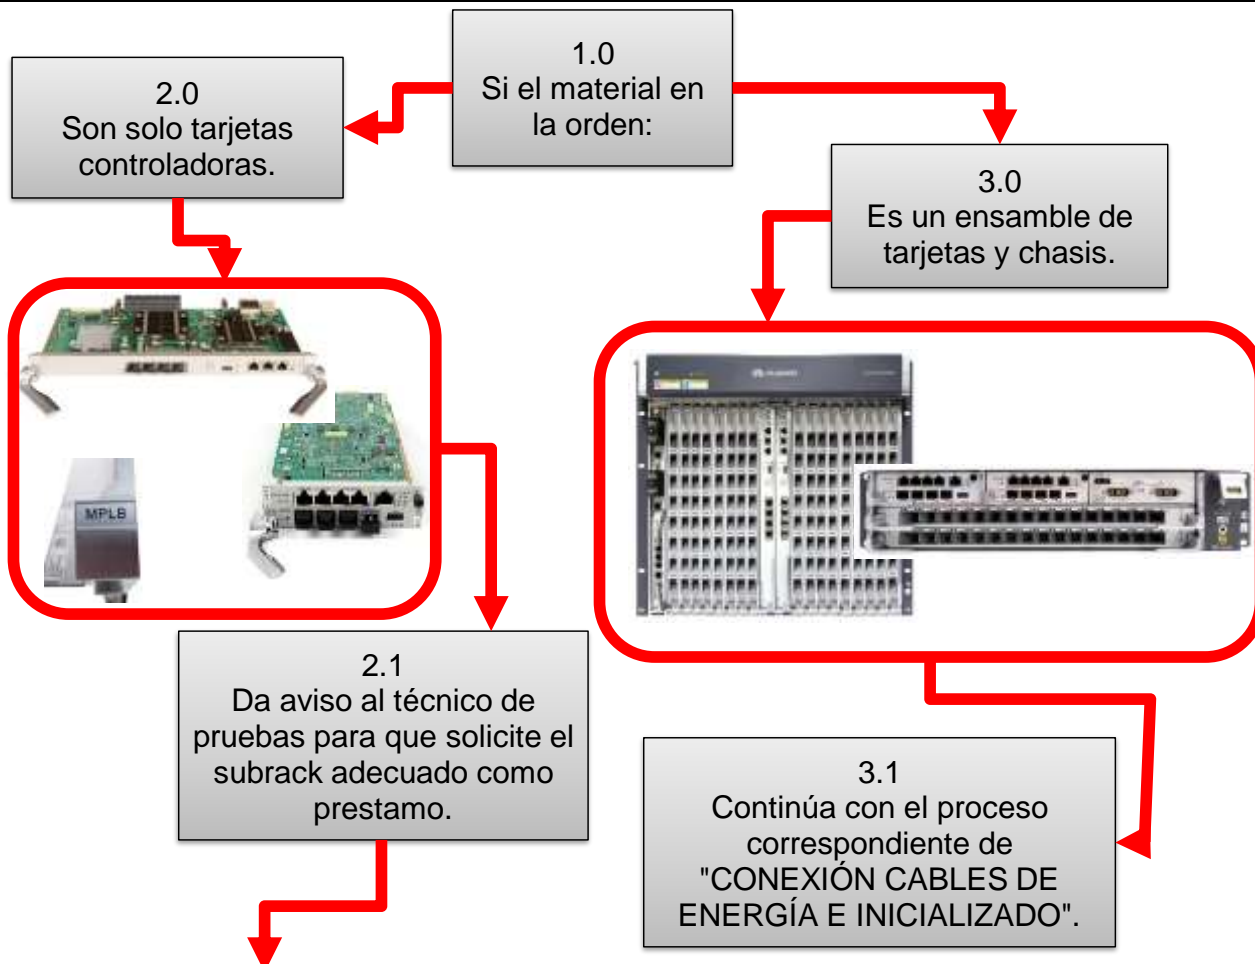 1.0
Si el material en
la orden:
2.0
Son solo tarjetas
controladoras.
3.0
Es un ensamble de
tarjetas y chasis.
MPLB
HUAWEI
2.1
Da aviso al técnico de
pruebas para que solicite el
subrack adecuado como
prestamo.
3.1
Continúa con el proceso
correspondiente de
"CONEXIÓN CABLES DE
ENERGÍA E INICIALIZADO".